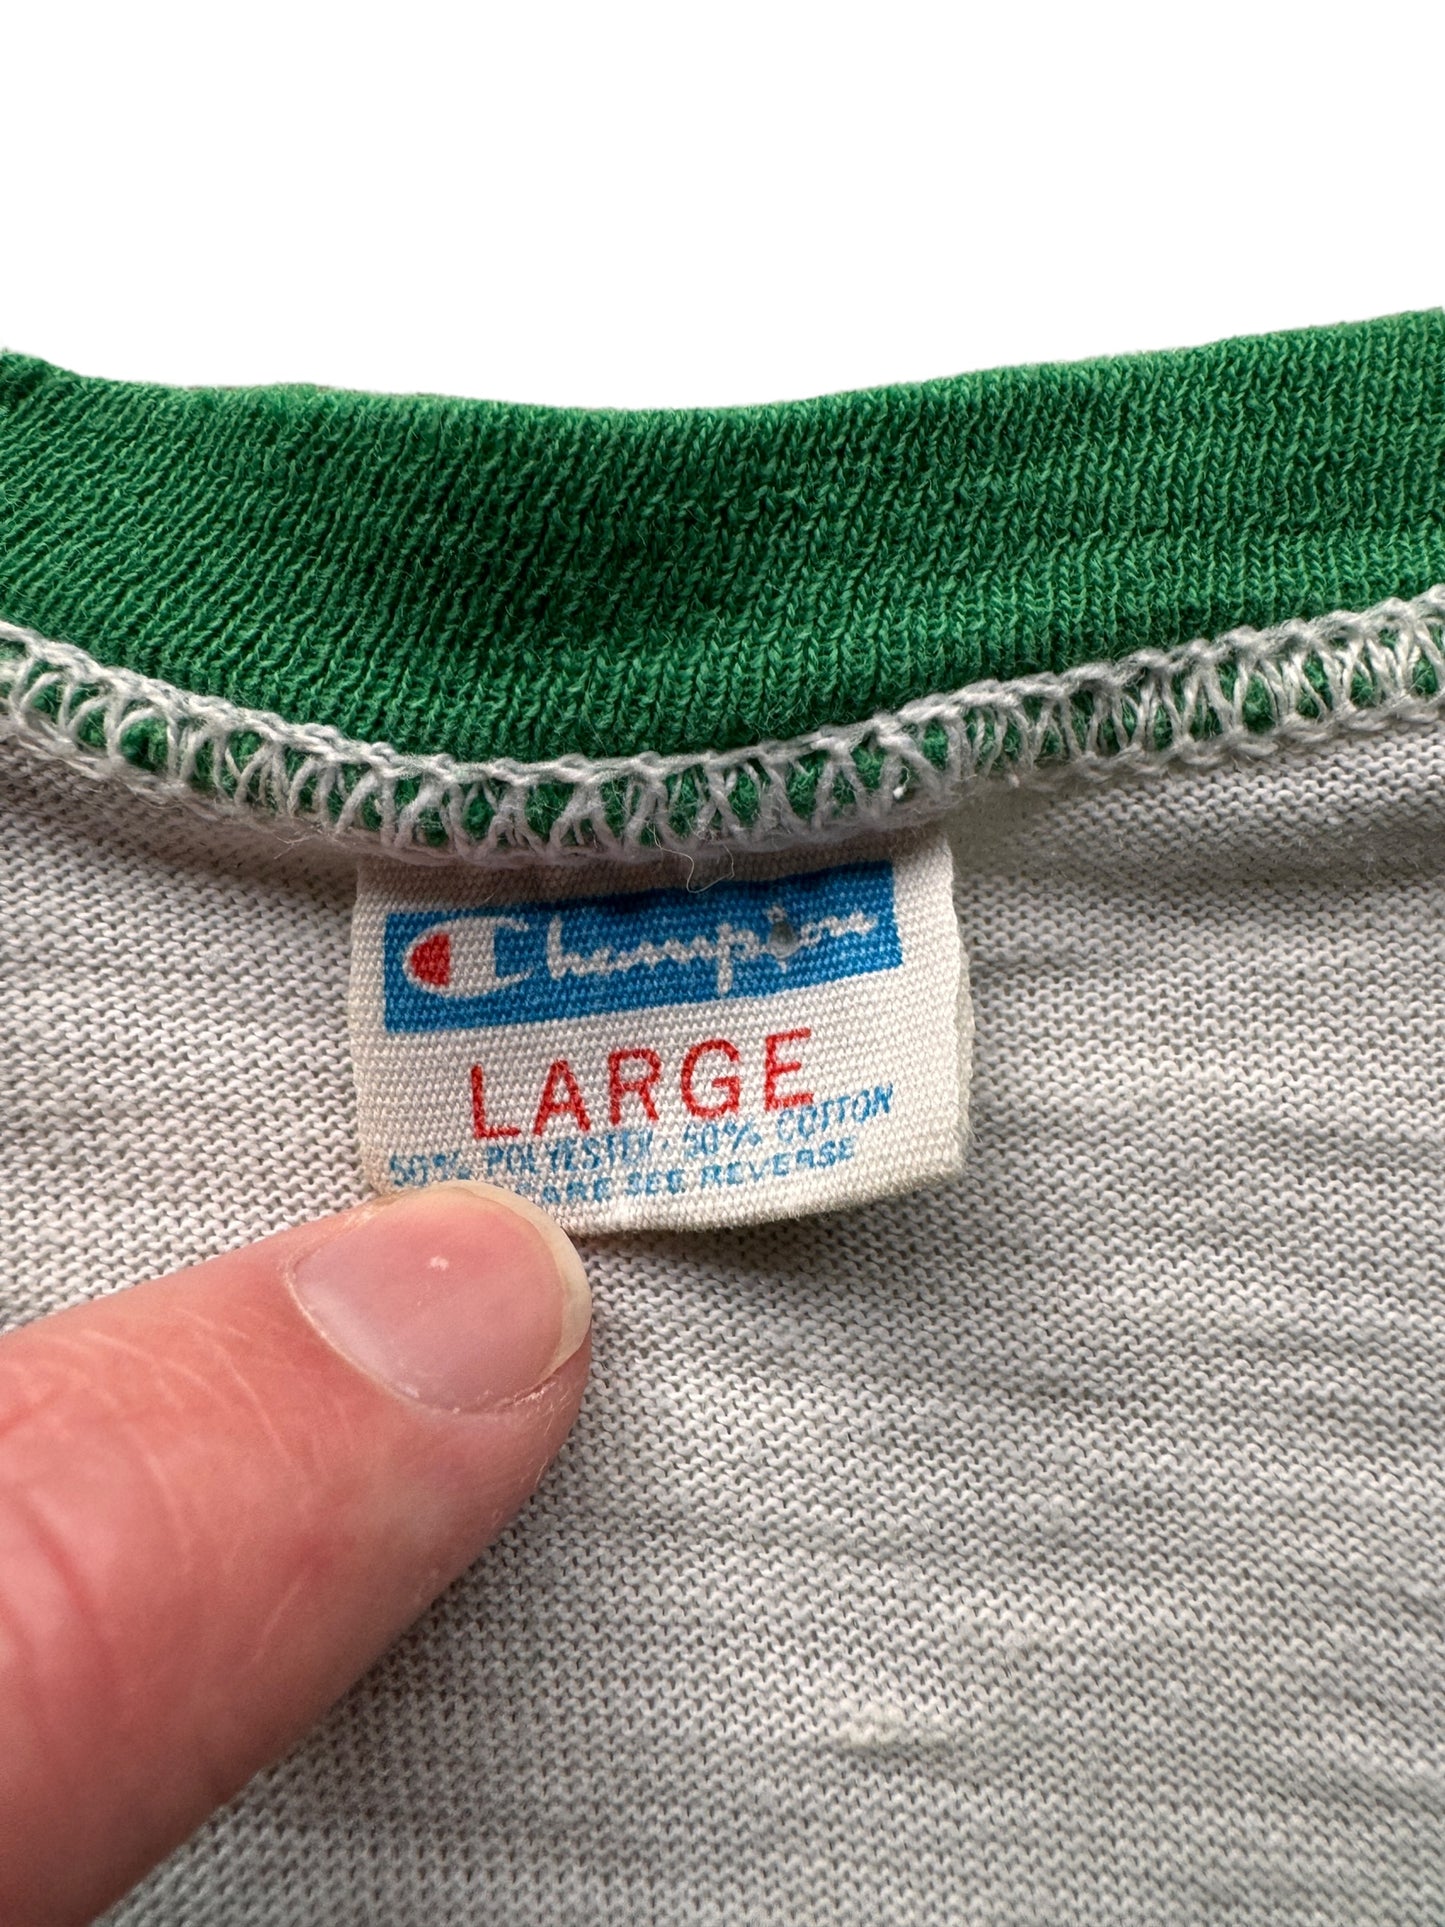 Champion
LARGE
50% POLYESTER · 50% COTTON
CARE SEE REVERSE